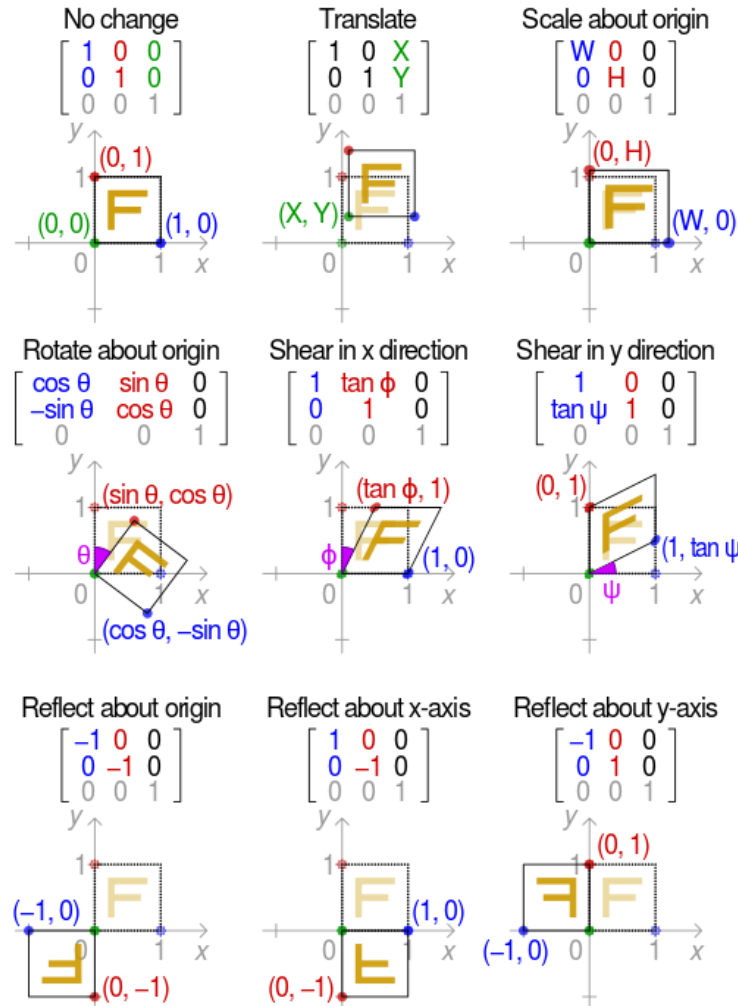 No change
1 0 0
0 1 0
0 0 1
y
1
(0, 1)
F
(0, 0)
(1, 0)
0
1
x
Translate
1 0 X
0 1 Y
0 0 1
y
1
F
F
(X, Y)
0
1
x
Scale about origin
W 0 0
0 H 0
0 0 1
y
(0, H)
1
F
F
(W, 0)
0
1
x
Rotate about origin
cos θ sin θ 0
−sin θ cos θ 0
0 0 1
y
(sin θ, cos θ)
1
F
F
θ
0
1
x
(cos θ, −sin θ)
Shear in x direction
1 tan ϕ 0
0 1 0
0 0 1
y
(tan ϕ, 1)
1
F
F
ϕ
(1, 0)
0
1
x
Shear in y direction
1 0 0
tan ψ 1 0
0 0 1
y
(0, 1)
1
F
F
(1, tan ψ
ψ
0
1
x
Reflect about origin
−1 0 0
0 −1 0
0 0 1
y
1
F
(−1, 0)
0
1
x
F
(0, −1)
Reflect about x-axis
1 0 0
0 −1 0
0 0 1
y
1
F
(1, 0)
0
1
x
F
(0, −1)
Reflect about y-axis
−1 0 0
0 1 0
0 0 1
y
(0, 1)
1
F
F
(−1, 0)
0
1
x